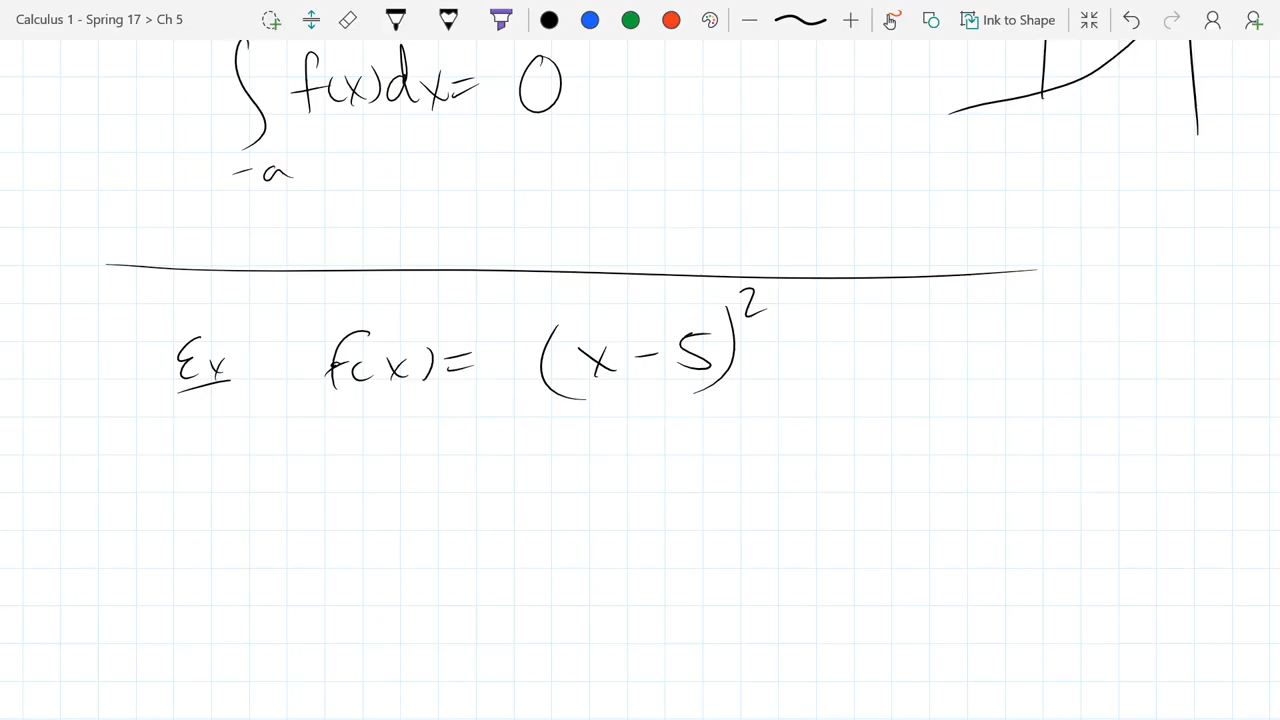 Calculus 1 - Spring 17 > Ch 5
Ink to Shape
∫ f(x)dx = 0
-a
Ex f(x) = (x - 5)²